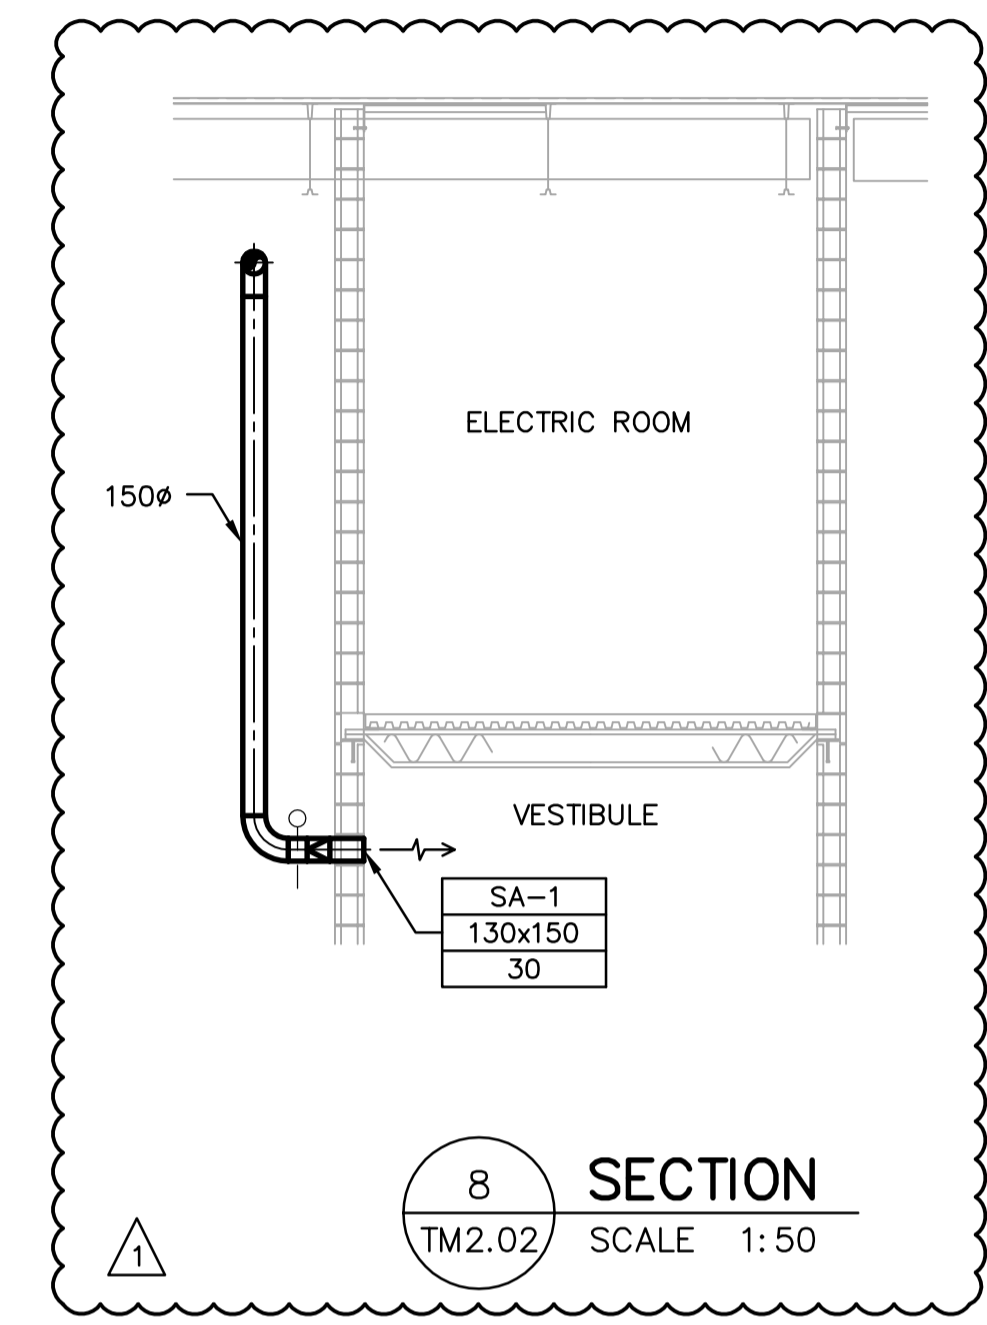 ELECTRIC ROOM
150ø
VESTIBULE
SA-1
130x150
30
8
SECTION
TM2.02
SCALE 1:50
1